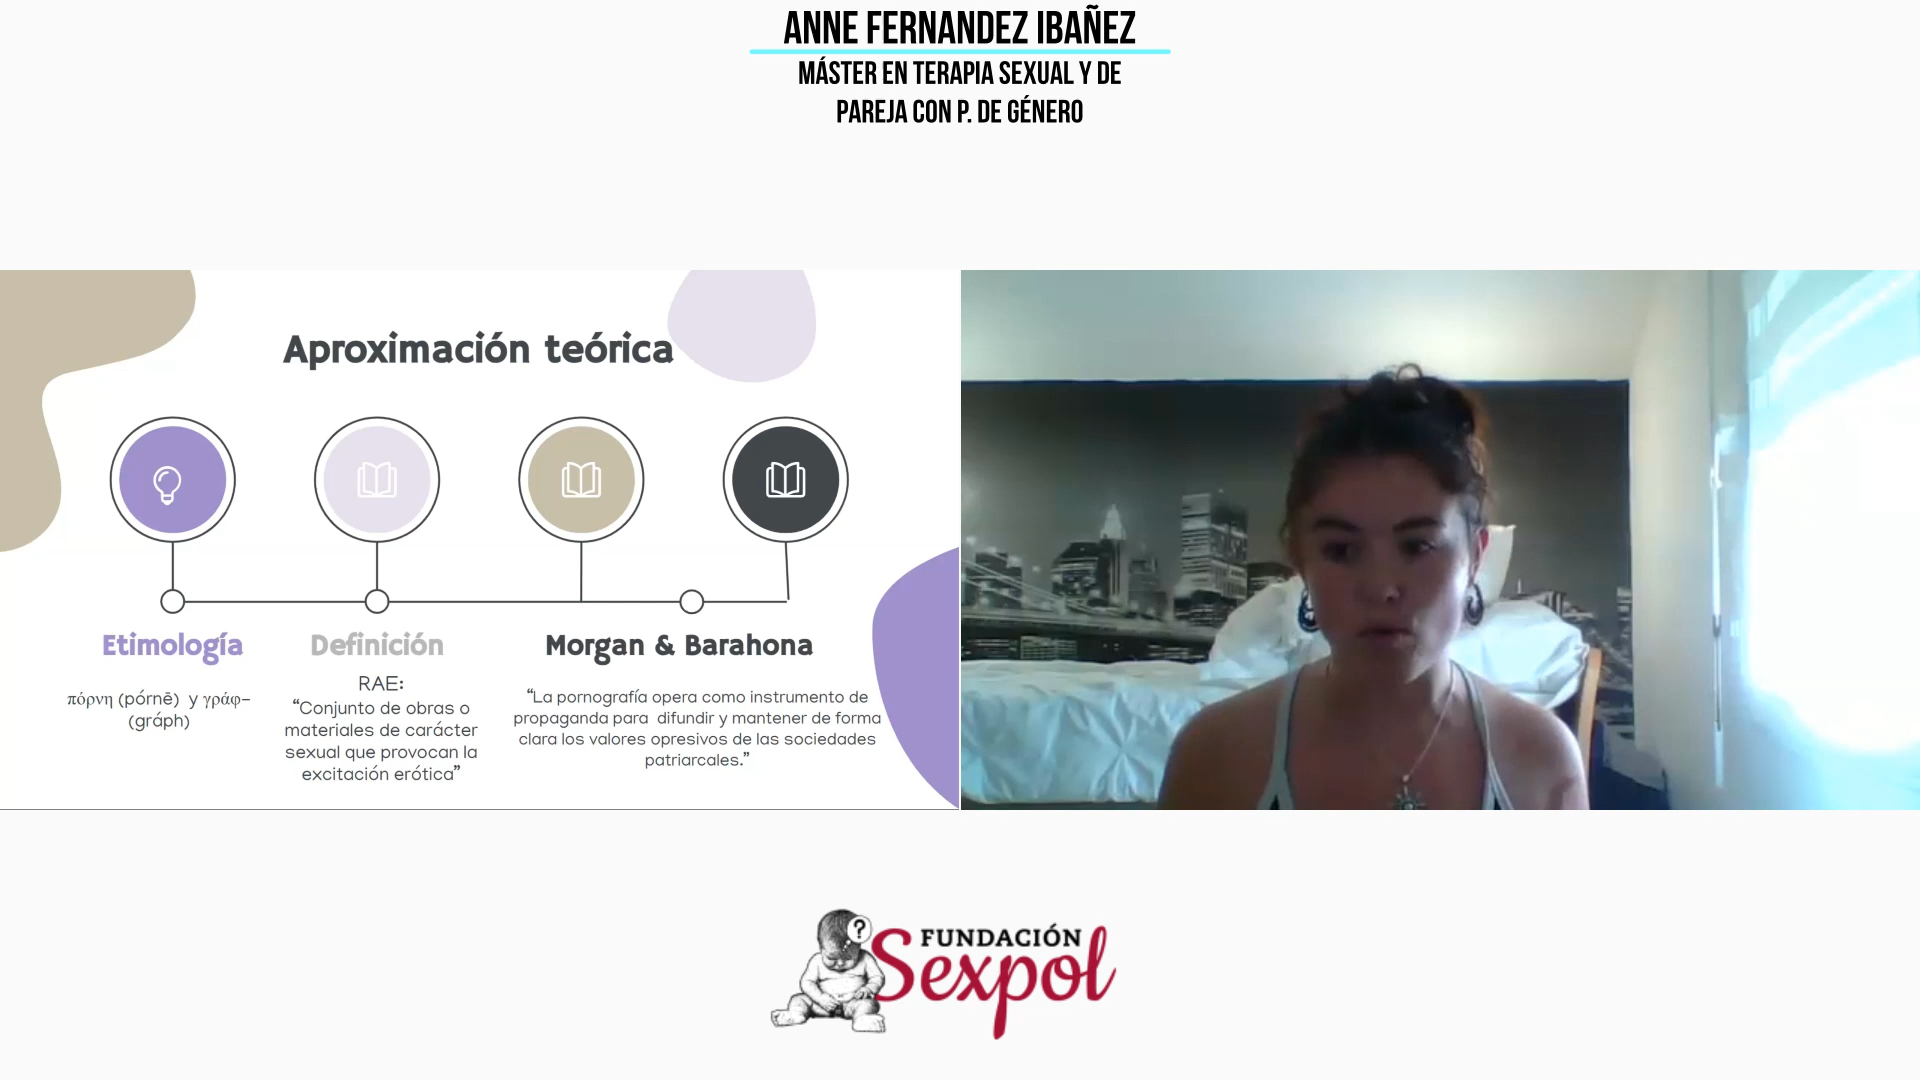 ANNE FERNANDEZ IBAÑEZ
MÁSTER EN TERAPIA SEXUAL Y DE
PAREJA CON P. DE GÉNERO
Aproximación teórica
Etimología
πόρνη (pórnē) y γράφ-
(gráph)
Definición
RAE:
“Conjunto de obras o
materiales de carácter
sexual que provocan la
excitación erótica”
Morgan & Barahona
“La pornografía opera como instrumento de
propaganda para difundir y mantener de forma
clara los valores opresivos de las sociedades
patriarcales.”
?
FUNDACIÓN
Sexpol